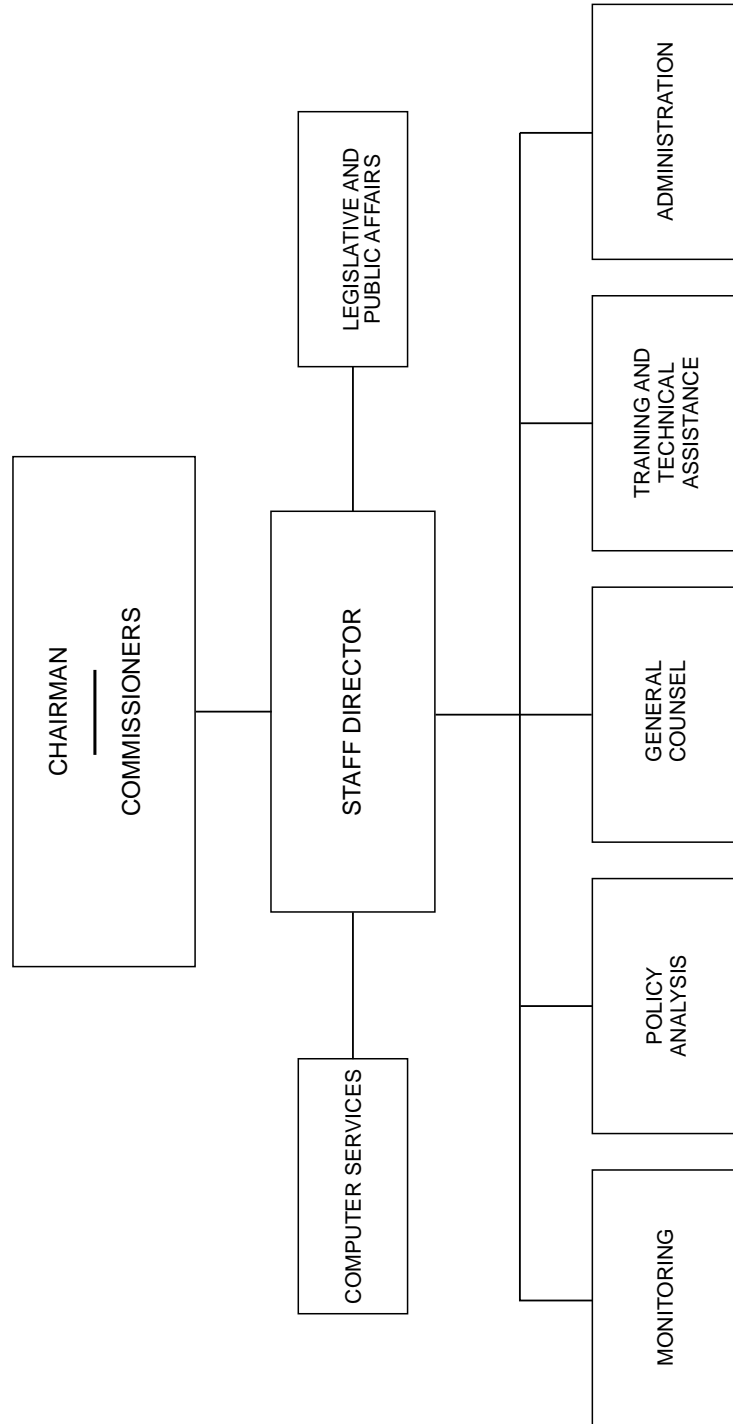 CHAIRMAN
COMMISSIONERS
COMPUTER SERVICES
STAFF DIRECTOR
LEGISLATIVE AND
PUBLIC AFFAIRS
MONITORING
POLICY
ANALYSIS
GENERAL
COUNSEL
TRAINING AND
TECHNICAL
ASSISTANCE
ADMINISTRATION